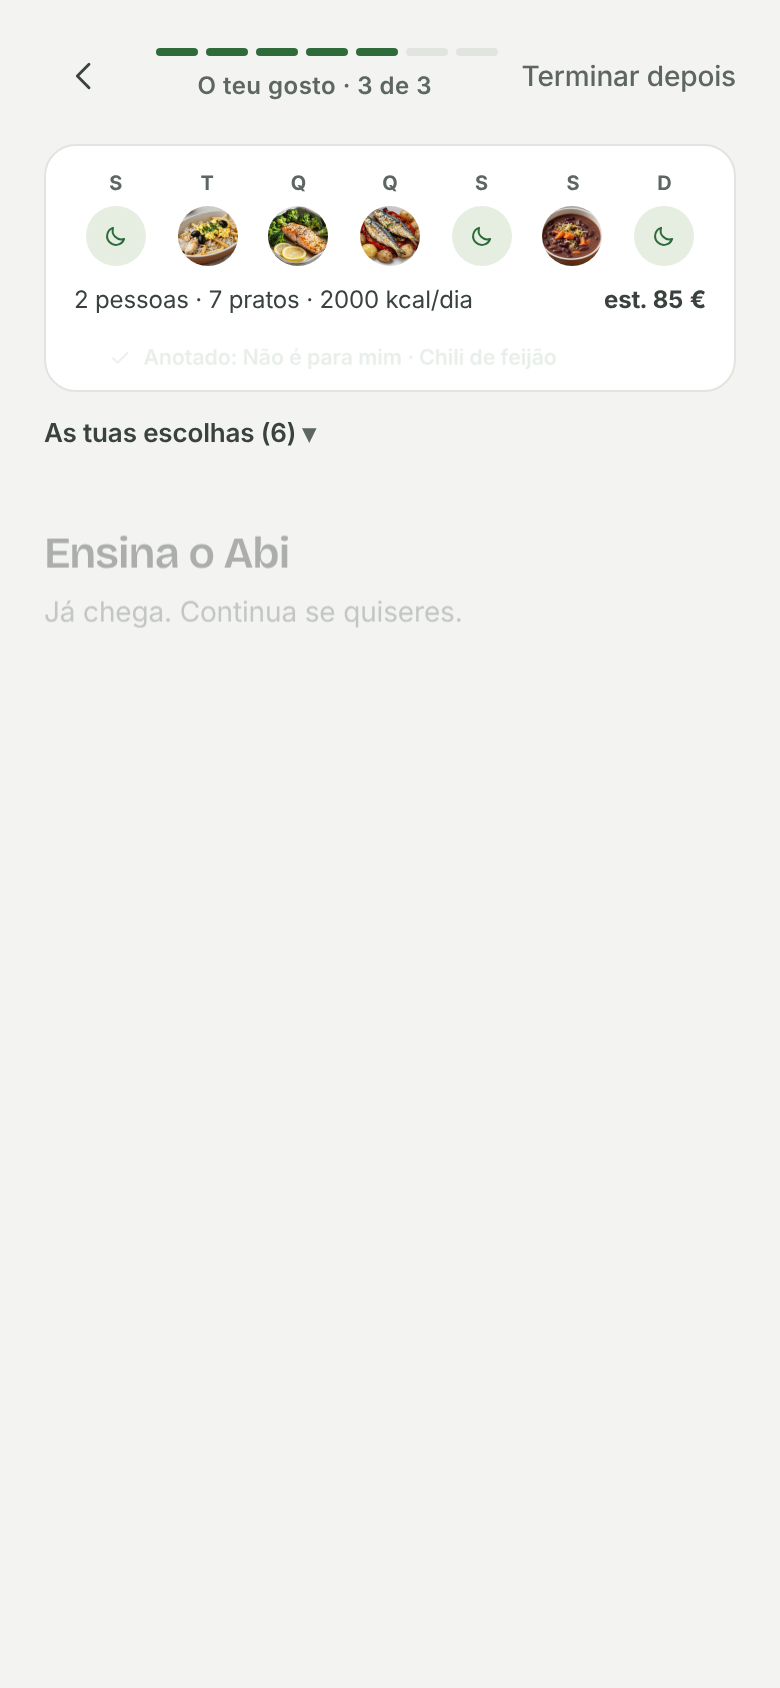 O teu gosto · 3 de 3
Terminar depois
S T Q Q S S D
2 pessoas · 7 pratos · 2000 kcal/dia
est. 85 €
Anotado: Não é para mim · Chili de feijão
As tuas escolhas (6) ▾
Ensina o Abi
Já chega. Continua se quiseres.